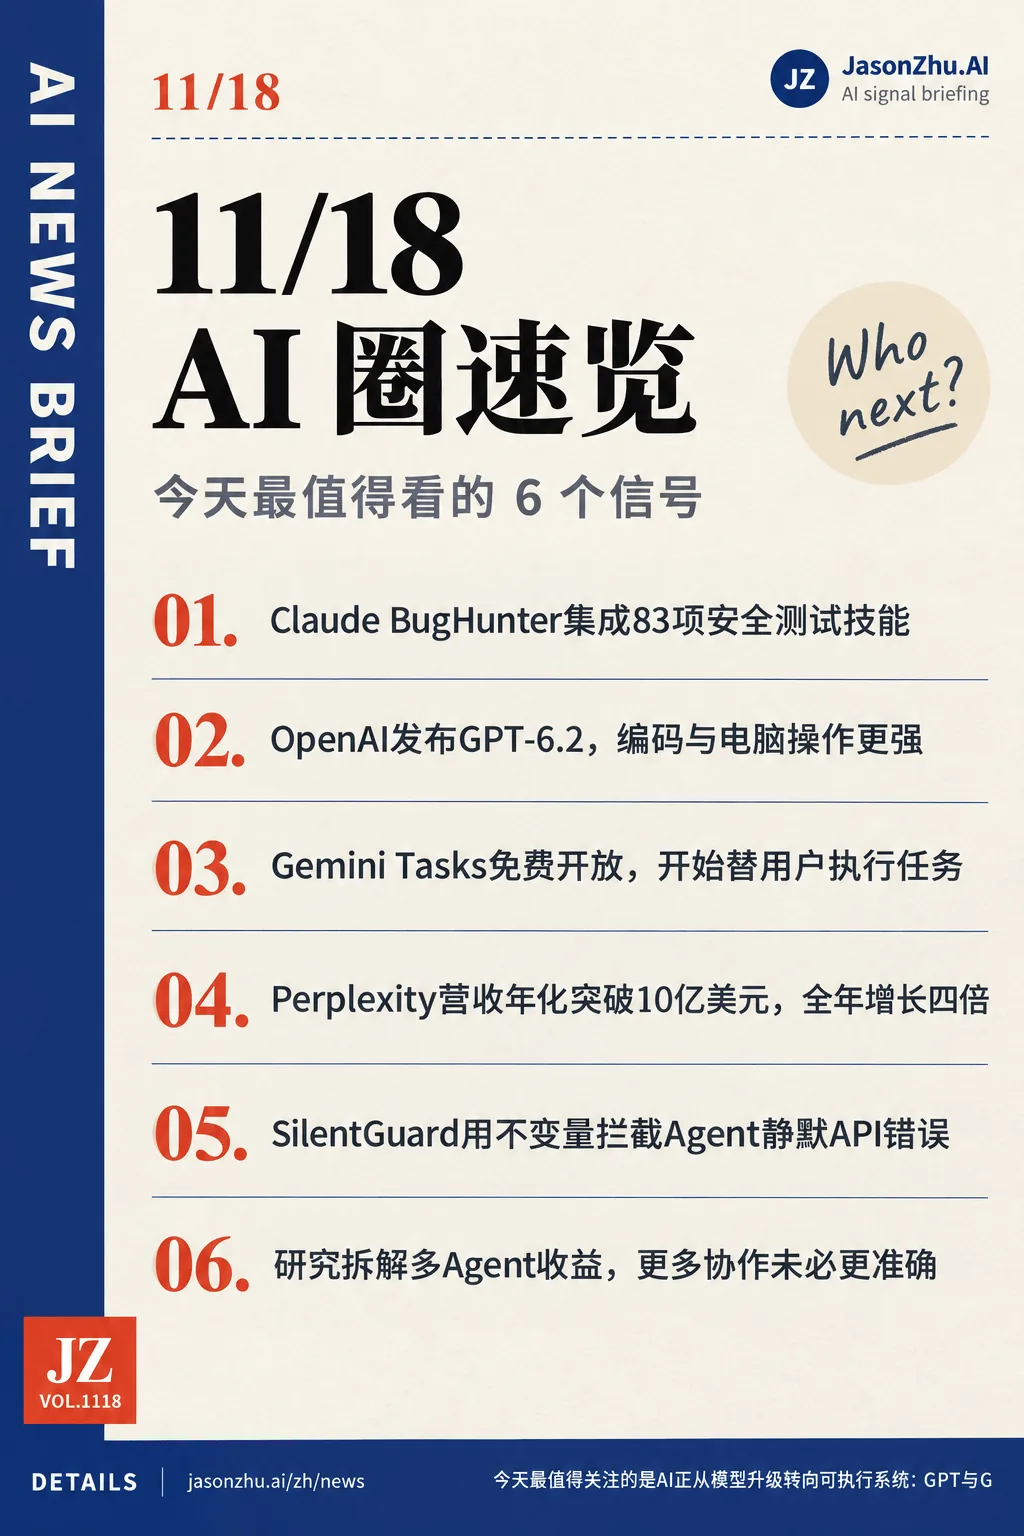 AI NEWS BRIEF
11/18
JZ
JasonZhu.AI
AI signal briefing
11/18
AI 圈速览
今天最值得看的 6 个信号
Who
next?
01. Claude BugHunter集成83项安全测试技能
02. OpenAI发布GPT-6.2，编码与电脑操作更强
03. Gemini Tasks免费开放，开始替用户执行任务
04. Perplexity营收年化突破10亿美元，全年增长四倍
05. SilentGuard用不变量拦截Agent静默API错误
06. 研究拆解多Agent收益，更多协作未必更准确
JZ
VOL.1118
DETAILS
jasonzhu.ai/zh/news
今天最值得关注的是AI正从模型升级转向可执行系统：GPT与G